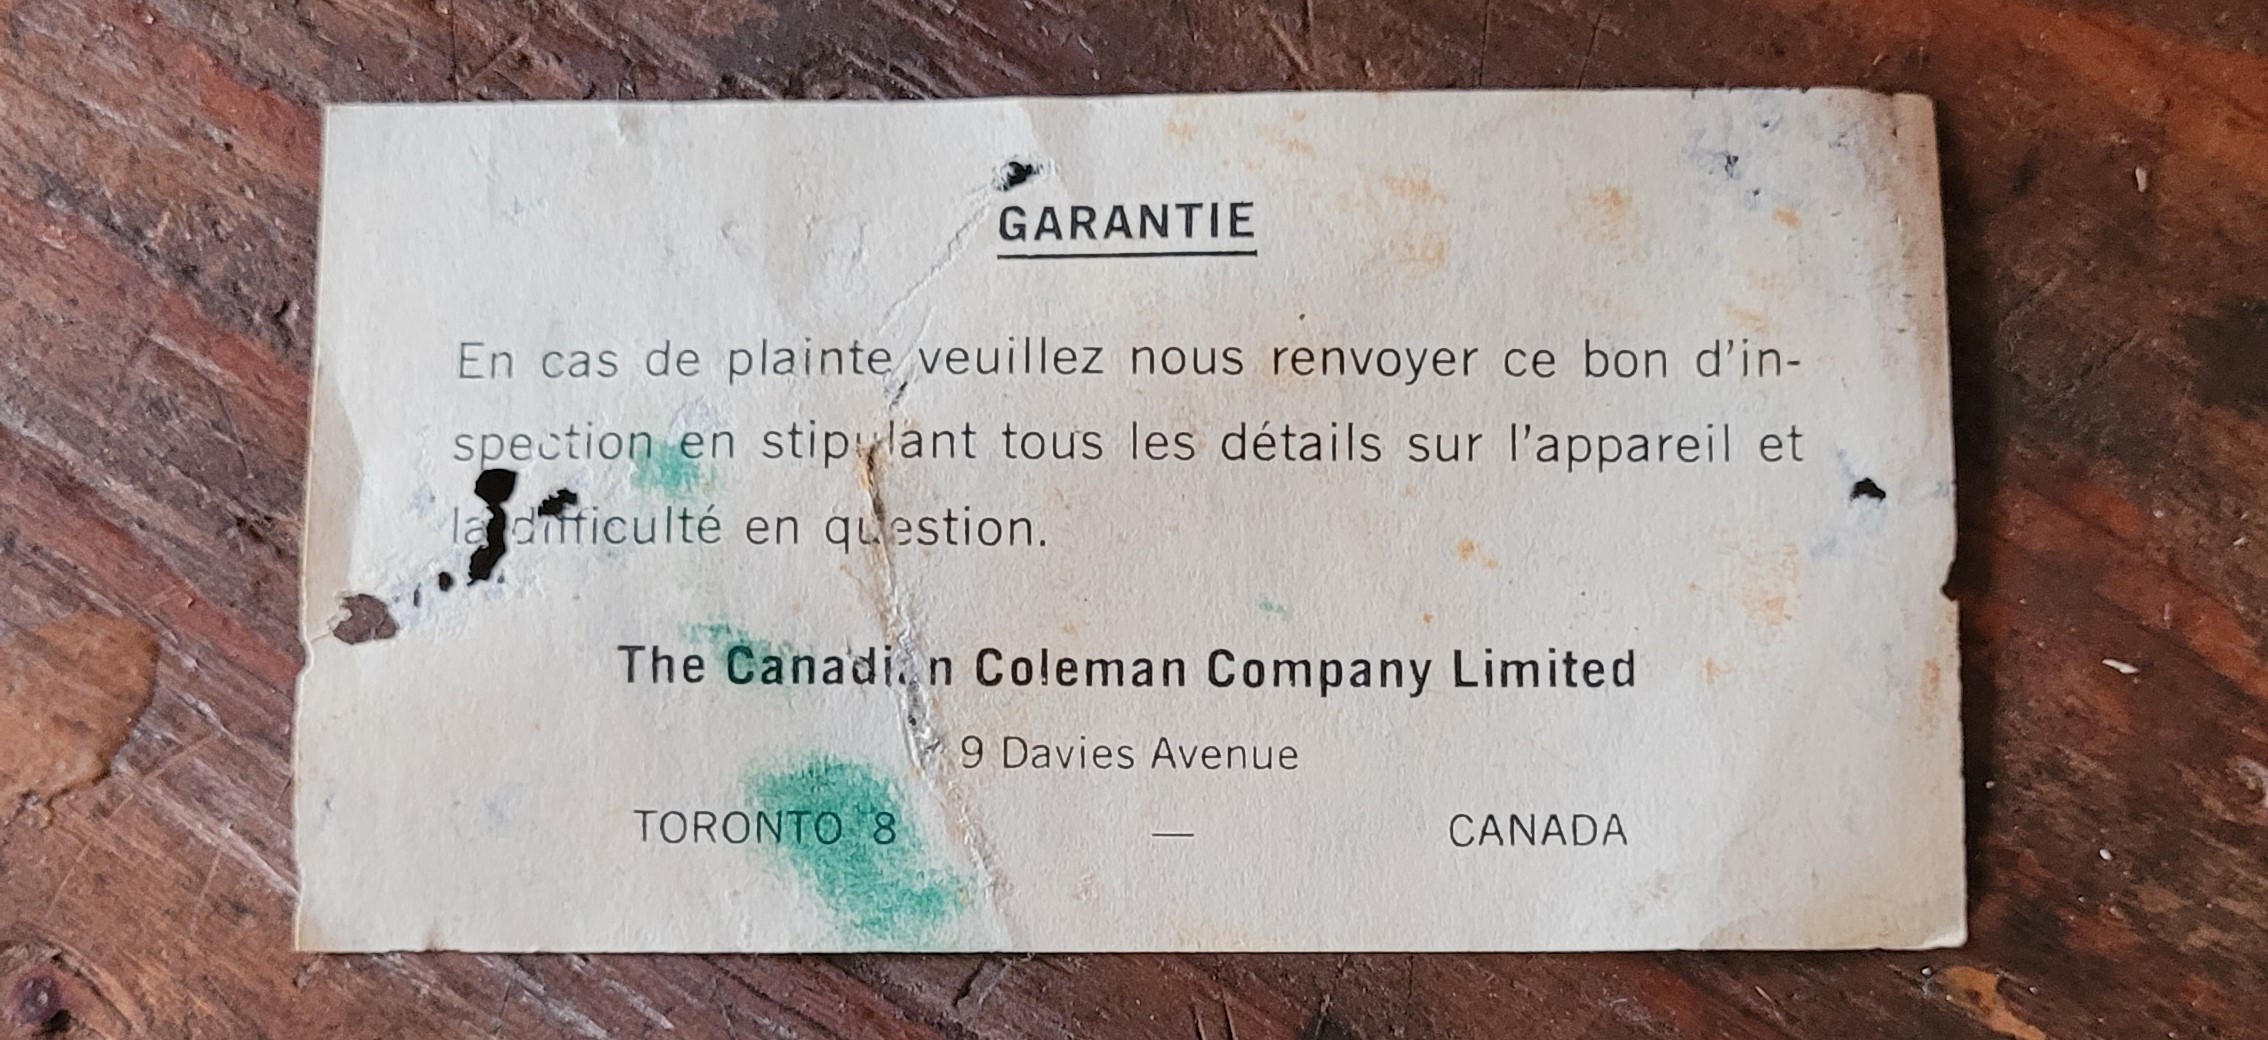 GARANTIE
En cas de plainte veuillez nous renvoyer ce bon d'in-
spection en stipulant tous les détails sur l'appareil et
la difficulté en question.
The Canadian Coleman Company Limited
9 Davies Avenue
TORONTO 8 — CANADA